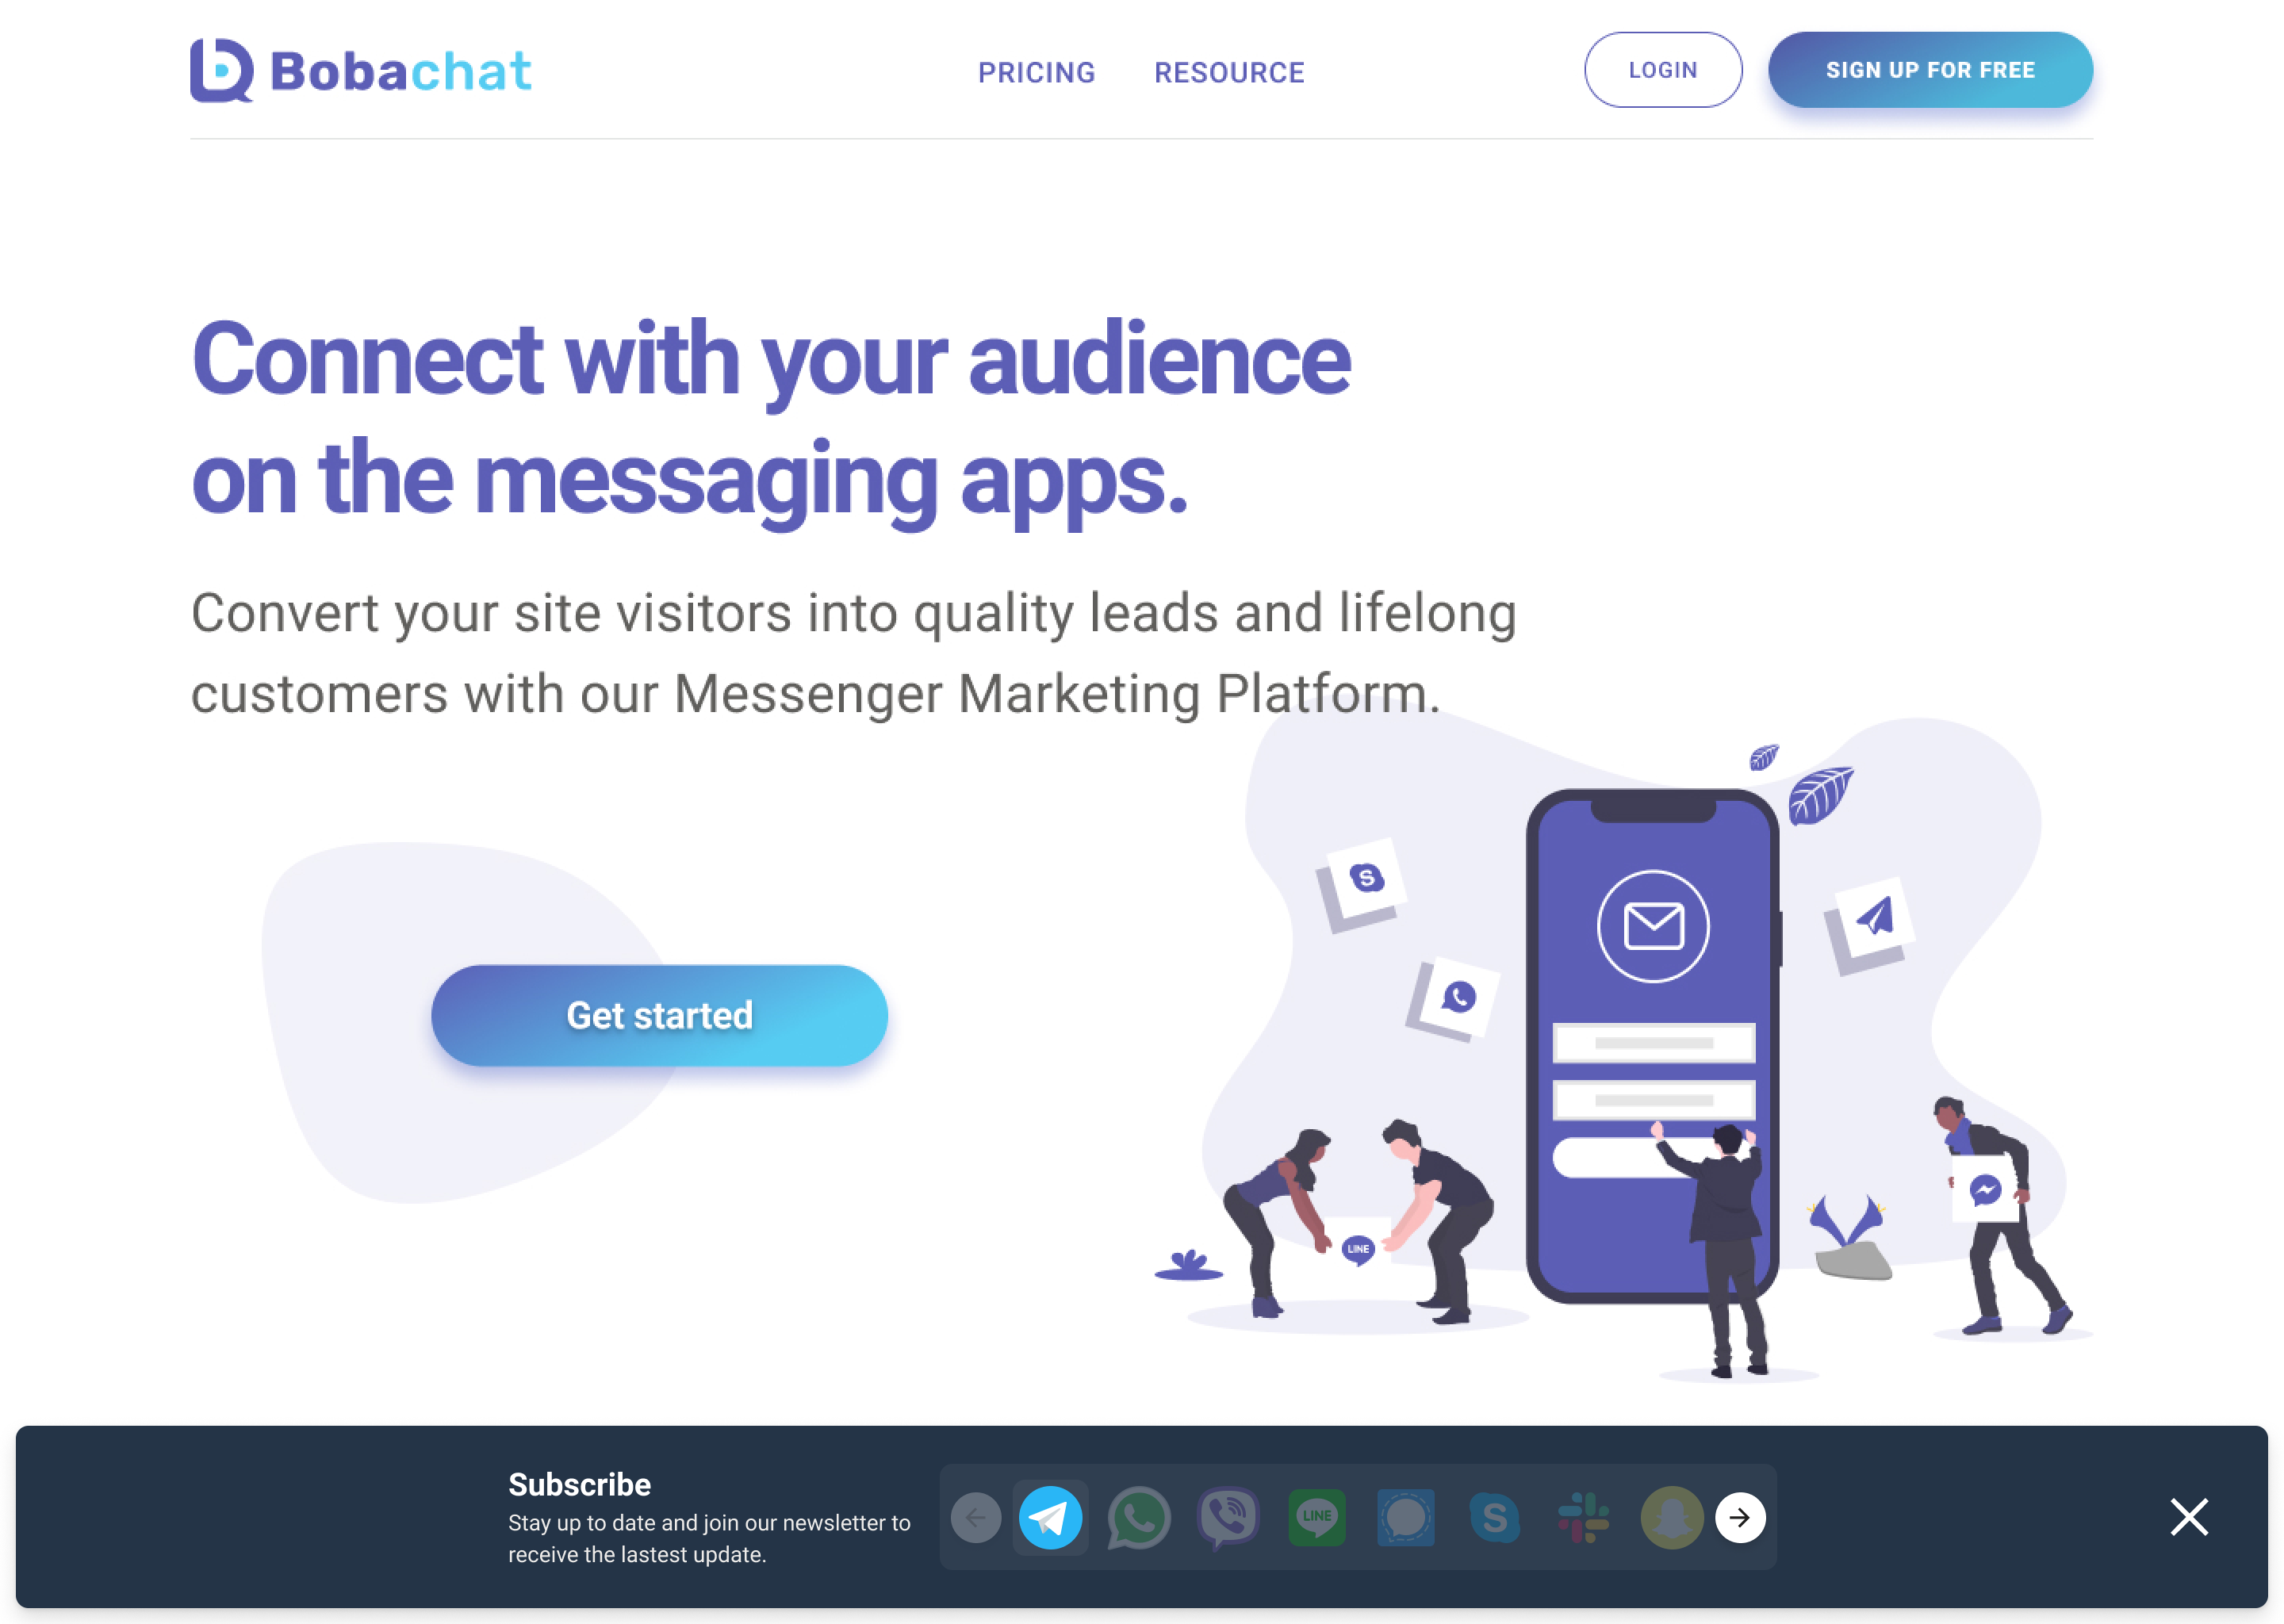 Bobachat
PRICING
RESOURCE
LOGIN
SIGN UP FOR FREE
Connect with your audience
on the messaging apps.
Convert your site visitors into quality leads and lifelong
customers with our Messenger Marketing Platform.
Get started
LINE
Subscribe
Stay up to date and join our newsletter to
receive the lastest update.
LINE